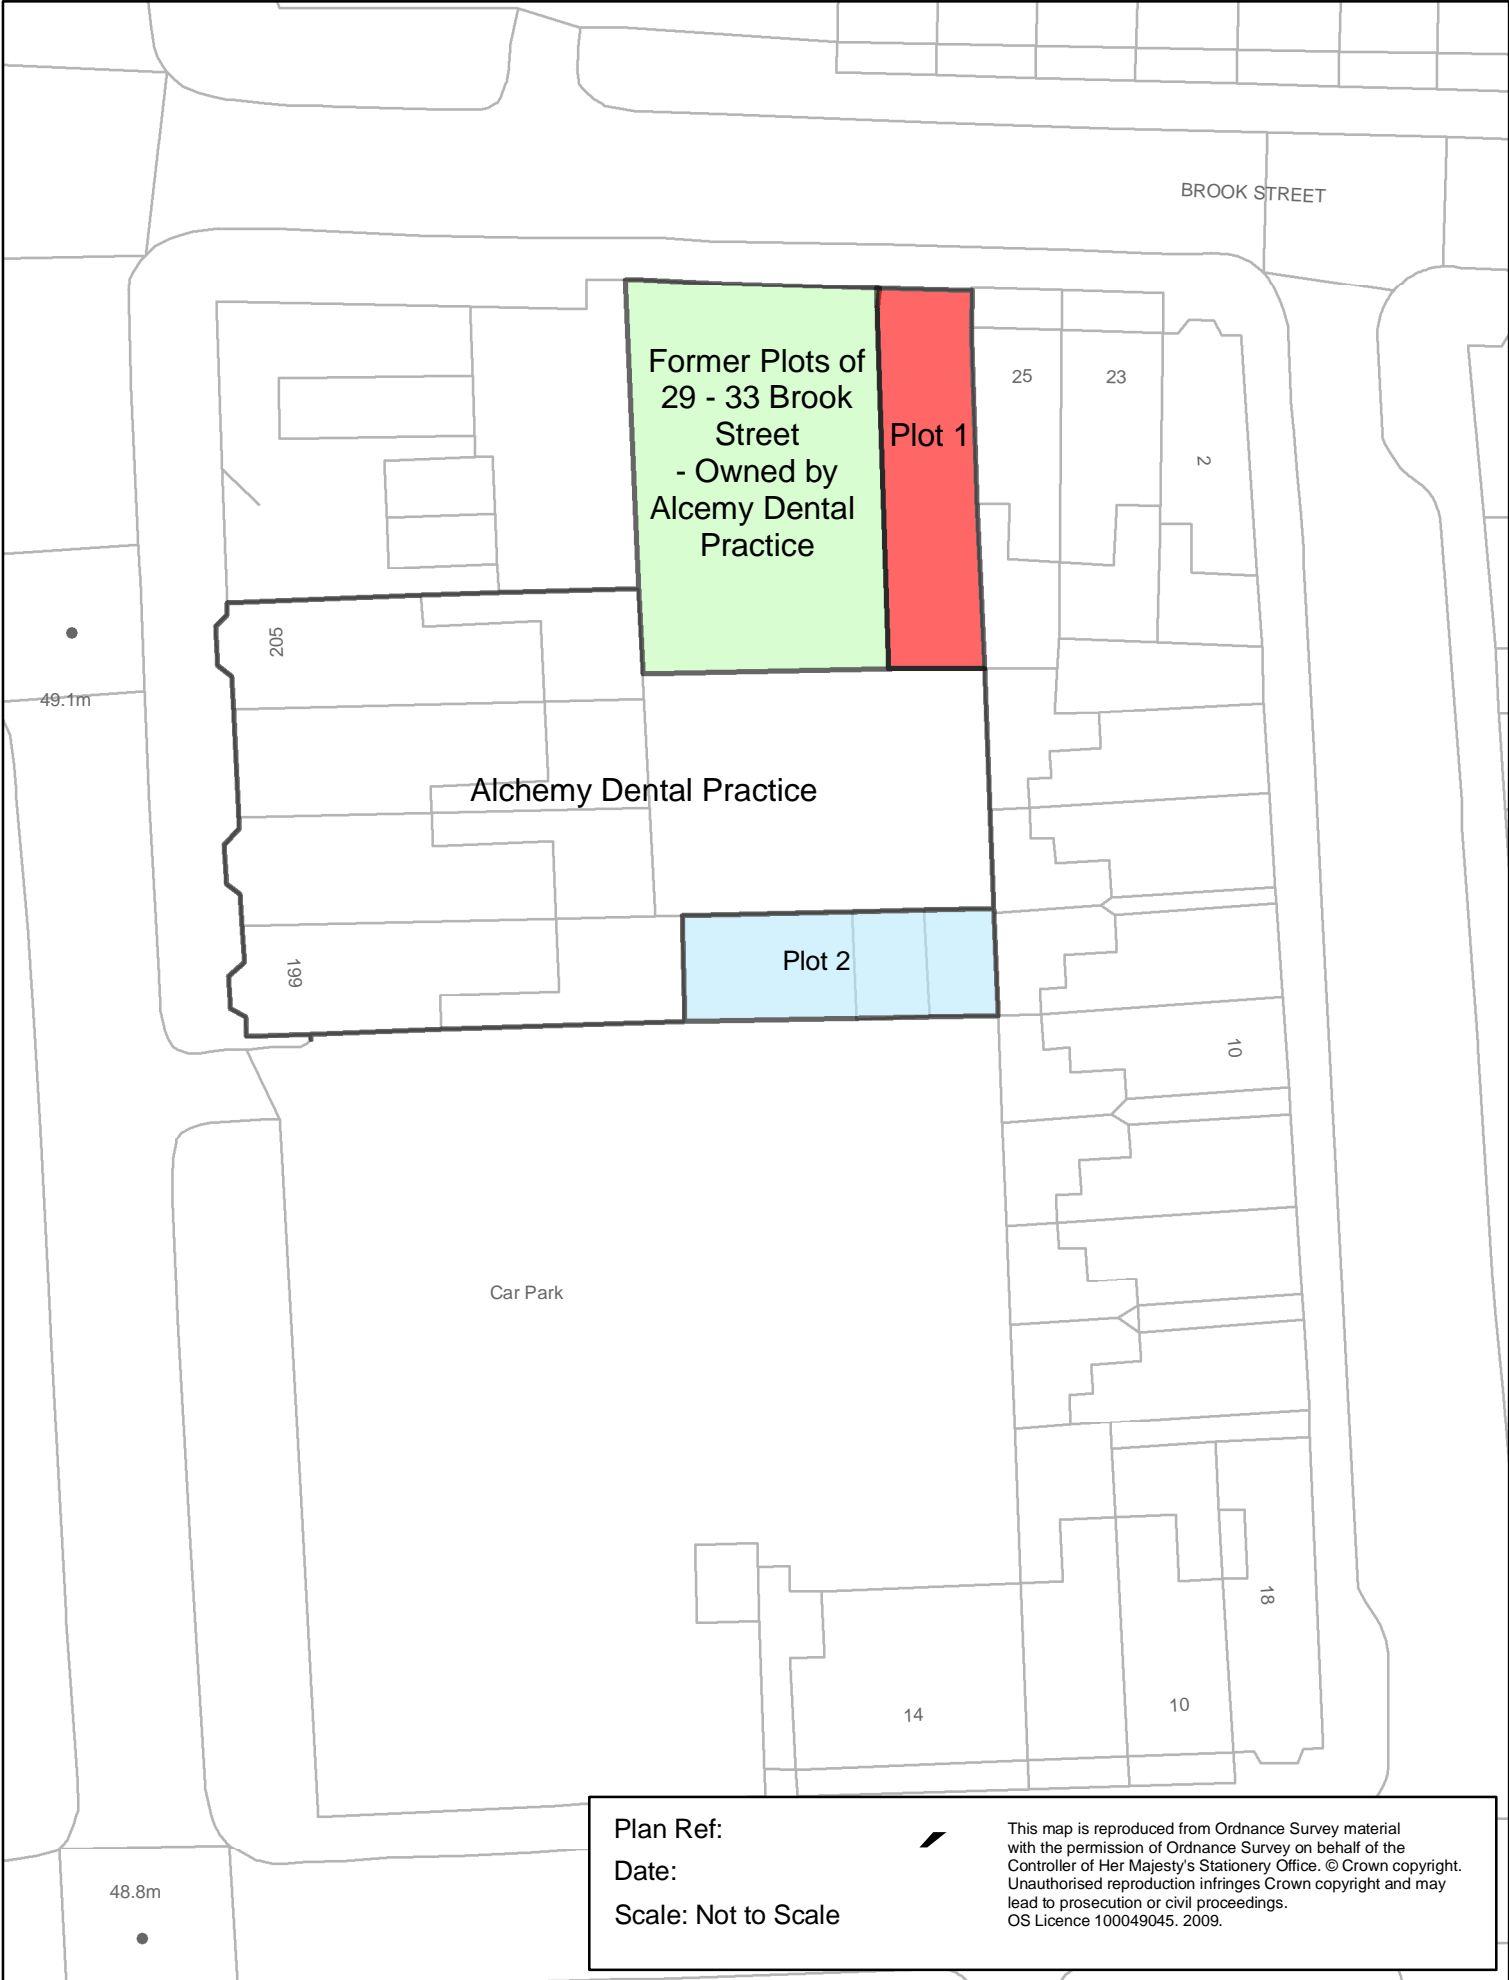 BROOK STREET
Former Plots of
29 - 33 Brook
Street
- Owned by
Alcemy Dental
Practice
Plot 1
25
23
2
205
49.1m
Alchemy Dental Practice
199
Plot 2
10
Car Park
18
14
10
48.8m
Plan Ref:
Date:
Scale: Not to Scale
This map is reproduced from Ordnance Survey material
with the permission of Ordnance Survey on behalf of the
Controller of Her Majesty's Stationery Office. © Crown copyright.
Unauthorised reproduction infringes Crown copyright and may
lead to prosecution or civil proceedings.
OS Licence 100049045. 2009.